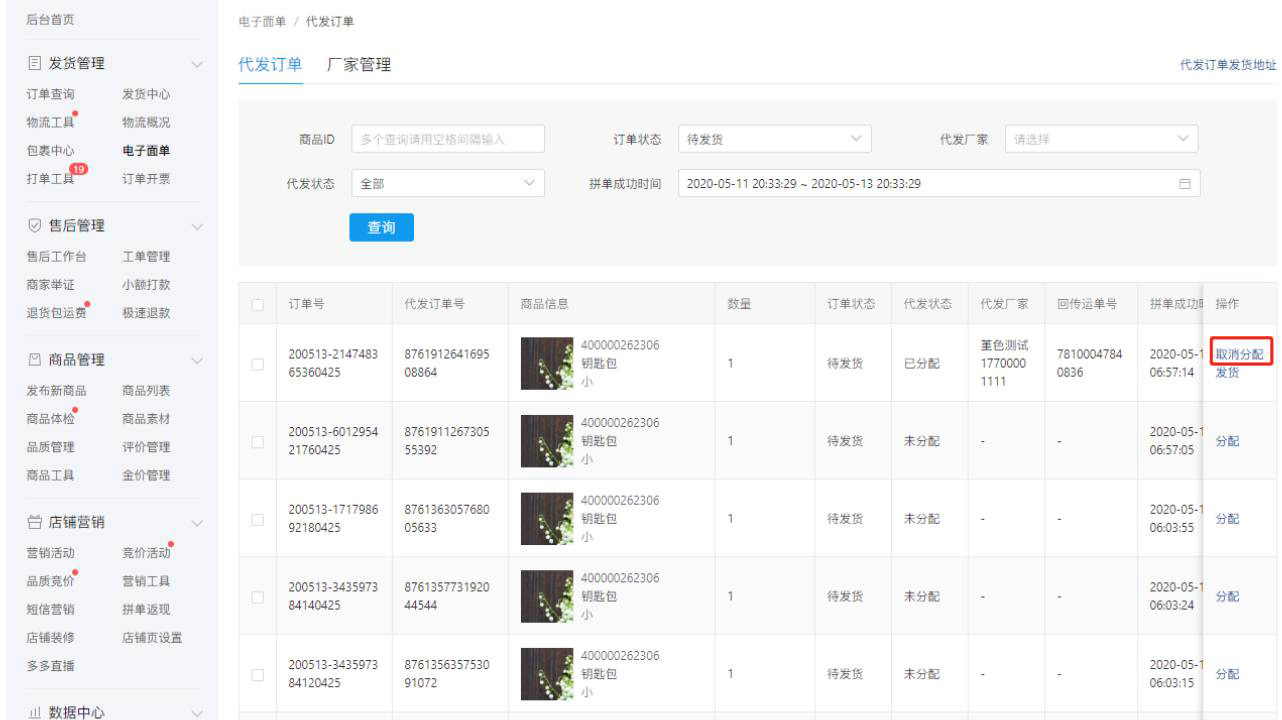 后台首页
发货管理
订单查询 发货中心
物流工具 物流概况
包裹中心 电子面单
打单工具 19 订单开票
售后管理
售后工作台 工单管理
商家举证 小额打款
退货包运费 极速退款
商品管理
发布新商品 商品列表
商品体检 商品素材
品质管理 评价管理
商品工具 金价管理
店铺营销
营销活动 竞价活动
品质竞价 营销工具
短信营销 拼单返现
店铺装修 店铺页设置
多多直播
数据中心
电子面单 / 代发订单
代发订单 厂家管理 代发订单发货地址
商品ID 多个查询请用空格间隔输入 订单状态 待发货 代发厂家 请选择
代发状态 全部 拼单成功时间 2020-05-11 20:33:29 ~ 2020-05-13 20:33:29
查询
订单号 代发订单号 商品信息 数量 订单状态 代发状态 代发厂家 回传运单号 拼单成功 操作
200513-2147483
65360425
8761912641695
08864
400000262306
钥匙包
小
1
待发货
已分配
堇色测试
1770000
1111
7810004784
0836
2020-05-1
06:57:14
取消分配
发货
200513-6012954
21760425
8761911267305
55392
400000262306
钥匙包
小
1
待发货
未分配
-
-
2020-05-1
06:57:05
分配
200513-1717986
92180425
8761363057680
05633
400000262306
钥匙包
小
1
待发货
未分配
-
-
2020-05-1
06:03:55
分配
200513-3435973
84140425
8761357731920
44544
400000262306
钥匙包
小
1
待发货
未分配
-
-
2020-05-1
06:03:24
分配
200513-3435973
84120425
8761356357530
91072
400000262306
钥匙包
小
1
待发货
未分配
-
-
2020-05-1
06:03:15
分配